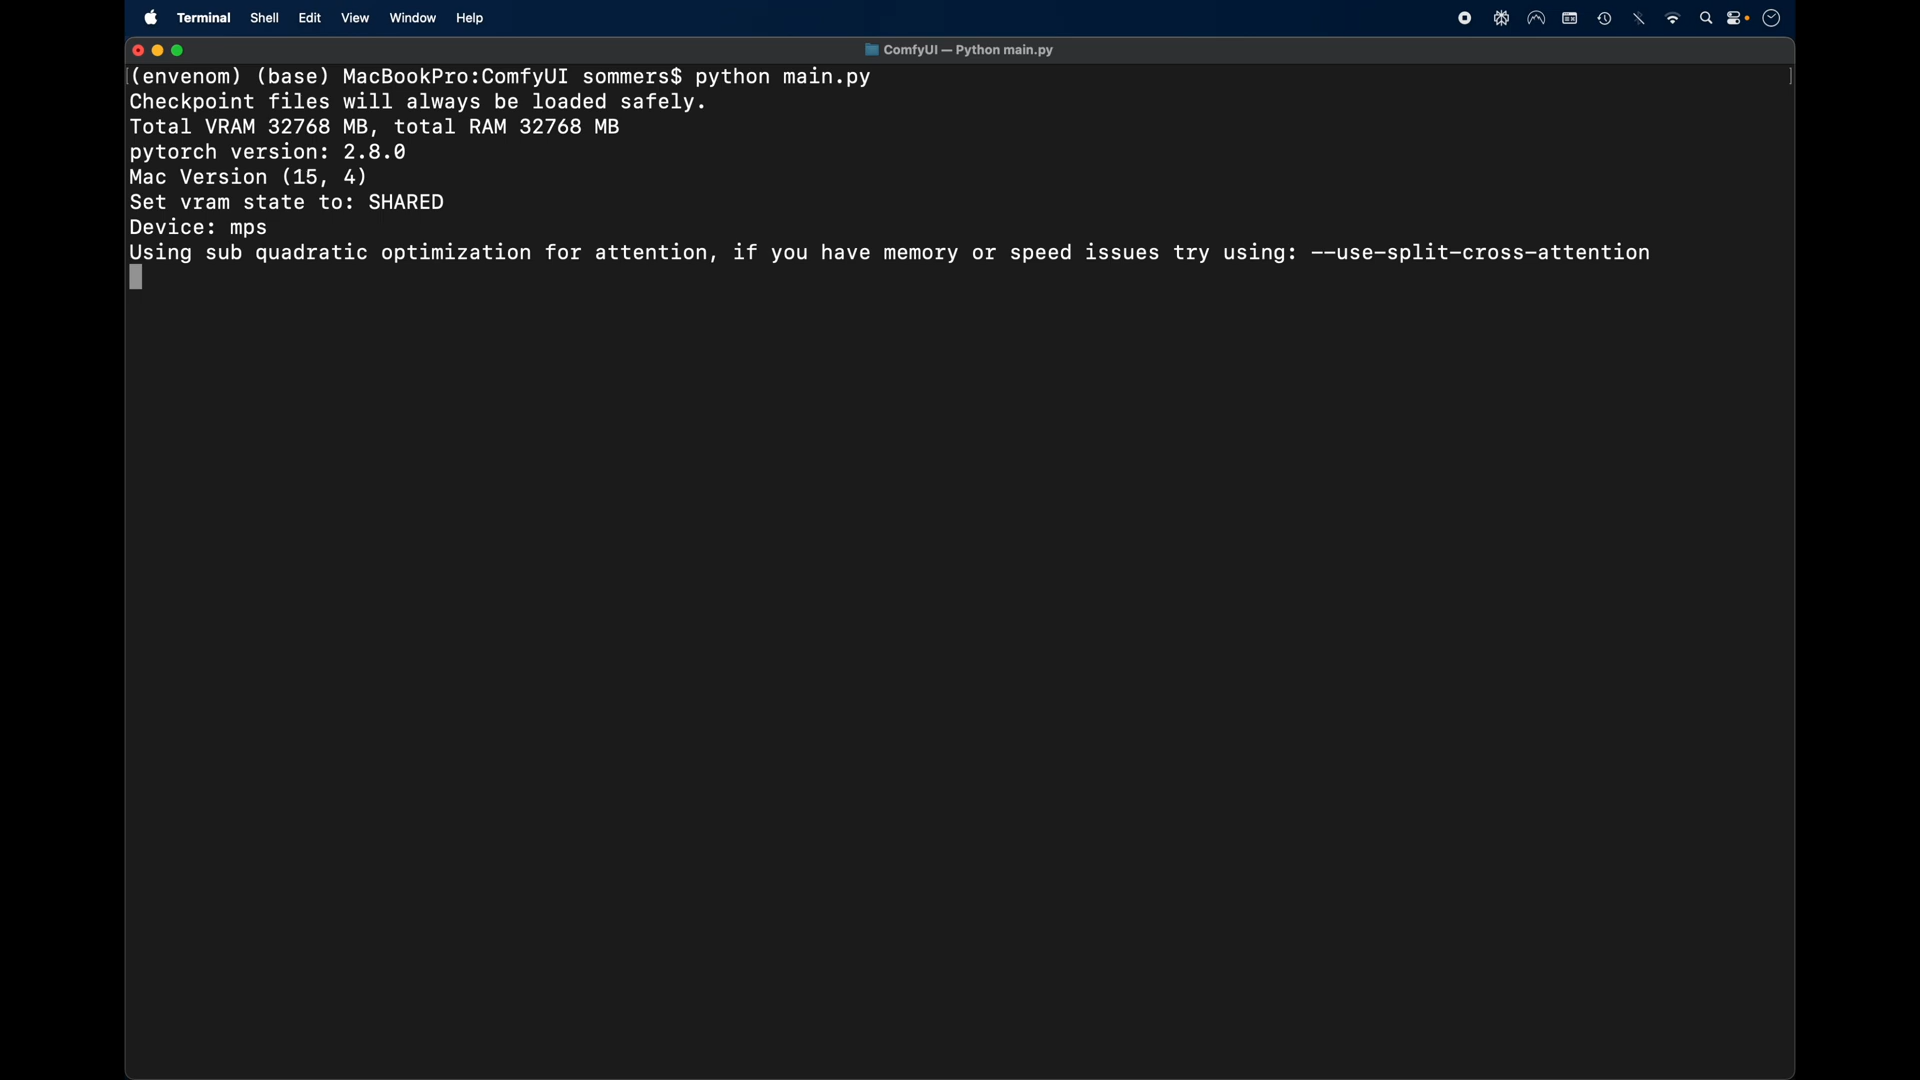 Terminal Shell Edit View Window Help
ComfyUI — Python main.py
(envenom) (base) MacBookPro:ComfyUI sommers$ python main.py
Checkpoint files will always be loaded safely.
Total VRAM 32768 MB, total RAM 32768 MB
pytorch version: 2.8.0
Mac Version (15, 4)
Set vram state to: SHARED
Device: mps
Using sub quadratic optimization for attention, if you have memory or speed issues try using: --use-split-cross-attention